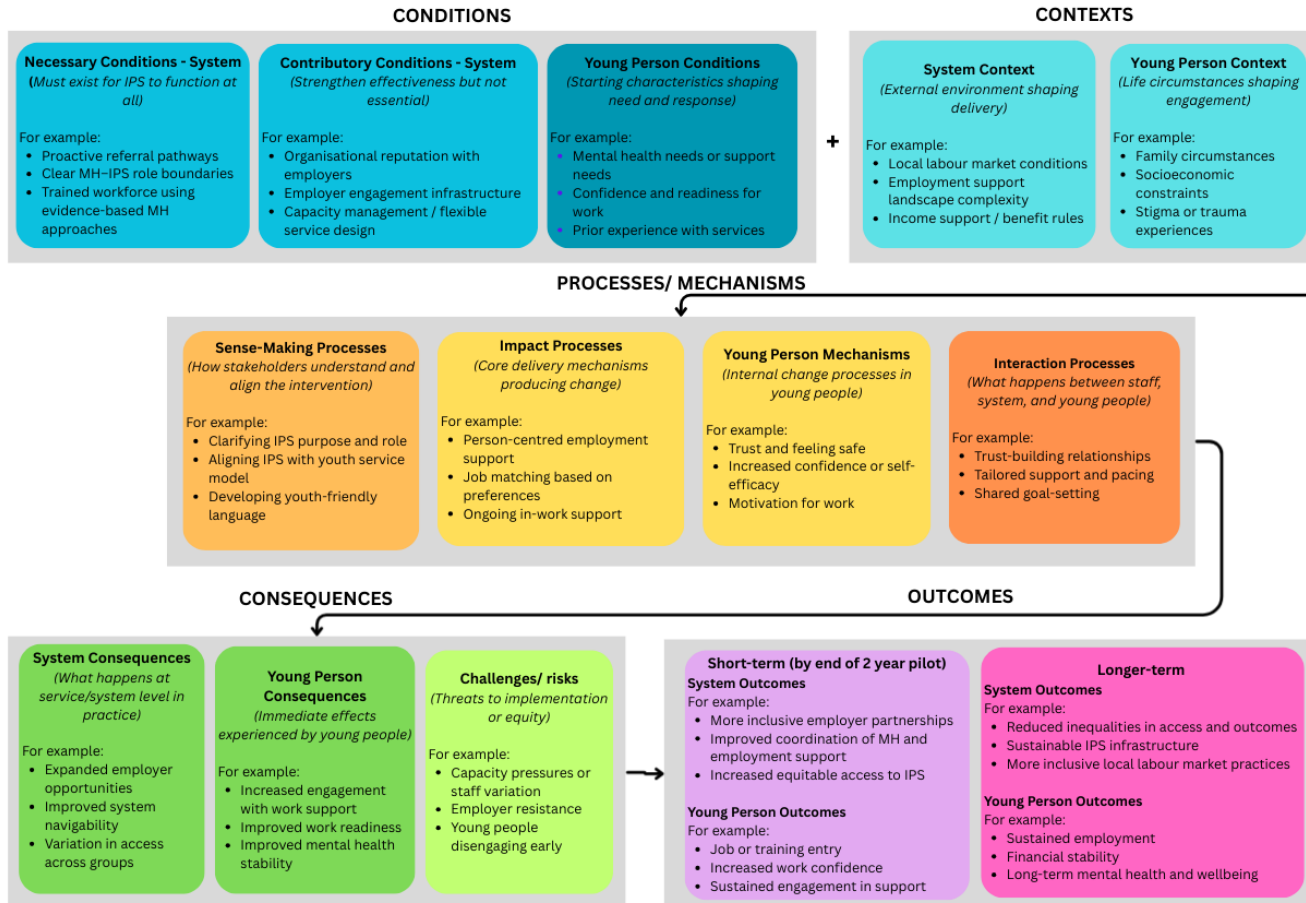 CONDITIONS
CONTEXTS
Necessary Conditions - System
(Must exist for IPS to function at
all)
For example:
• Proactive referral pathways
• Clear MH–IPS role boundaries
• Trained workforce using
evidence-based MH
approaches
Contributory Conditions - System
(Strengthen effectiveness but not
essential)
For example:
• Organisational reputation with
employers
• Employer engagement infrastructure
• Capacity management / flexible
service design
Young Person Conditions
(Starting characteristics shaping
need and response)
For example:
• Mental health needs or support
needs
• Confidence and readiness for
work
• Prior experience with services
+
System Context
(External environment shaping
delivery)
For example:
• Local labour market conditions
• Employment support
landscape complexity
• Income support / benefit rules
Young Person Context
(Life circumstances shaping
engagement)
For example:
• Family circumstances
• Socioeconomic
constraints
• Stigma or trauma
experiences
PROCESSES/ MECHANISMS
Sense-Making Processes
(How stakeholders understand and
align the intervention)
For example:
• Clarifying IPS purpose and role
• Aligning IPS with youth service
model
• Developing youth-friendly
language
Impact Processes
(Core delivery mechanisms
producing change)
For example:
• Person-centred employment
support
• Job matching based on
preferences
• Ongoing in-work support
Young Person Mechanisms
(Internal change processes in
young people)
For example:
• Trust and feeling safe
• Increased confidence or self-
efficacy
• Motivation for work
Interaction Processes
(What happens between staff,
system, and young people)
For example:
• Trust-building relationships
• Tailored support and pacing
• Shared goal-setting
CONSEQUENCES
OUTCOMES
System Consequences
(What happens at
service/system level in
practice)
For example:
• Expanded employer
opportunities
• Improved system
navigability
• Variation in access
across groups
Young Person
Consequences
(Immediate effects
experienced by young people)
For example:
• Increased engagement
with work support
• Improved work readiness
• Improved mental health
stability
Challenges/ risks
(Threats to implementation
or equity)
For example:
• Capacity pressures or
staff variation
• Employer resistance
• Young people
disengaging early
Short-term (by end of 2 year pilot)
System Outcomes
For example:
• More inclusive employer partnerships
• Improved coordination of MH and
employment support
• Increased equitable access to IPS
Young Person Outcomes
For example:
• Job or training entry
• Increased work confidence
• Sustained engagement in support
Longer-term
System Outcomes
For example:
• Reduced inequalities in access and outcomes
• Sustainable IPS infrastructure
• More inclusive local labour market practices
Young Person Outcomes
For example:
• Sustained employment
• Financial stability
• Long-term mental health and wellbeing